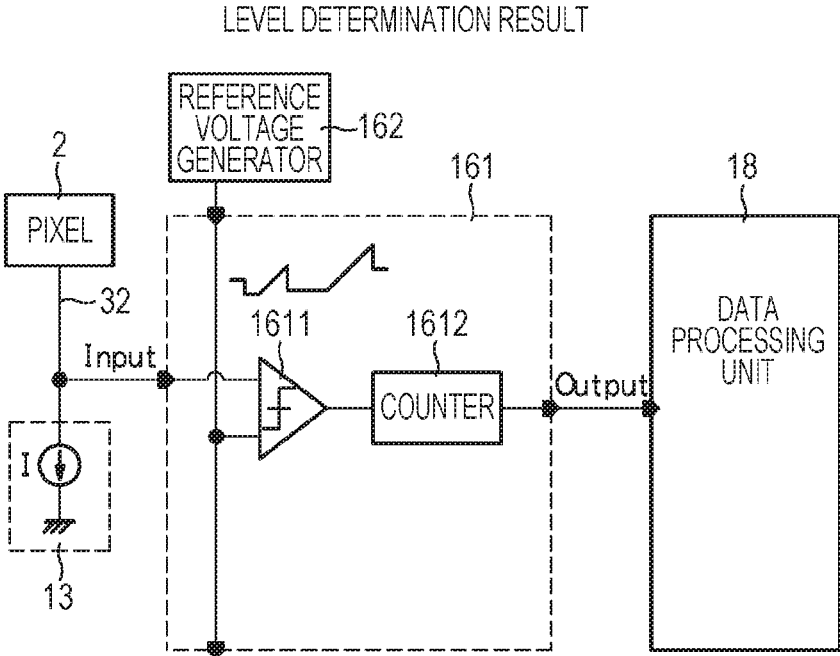 LEVEL DETERMINATION RESULT
REFERENCE
VOLTAGE
GENERATOR
162
2
PIXEL
161
18
32
DATA
PROCESSING
UNIT
1611
1612
Input
COUNTER
Output
I
13